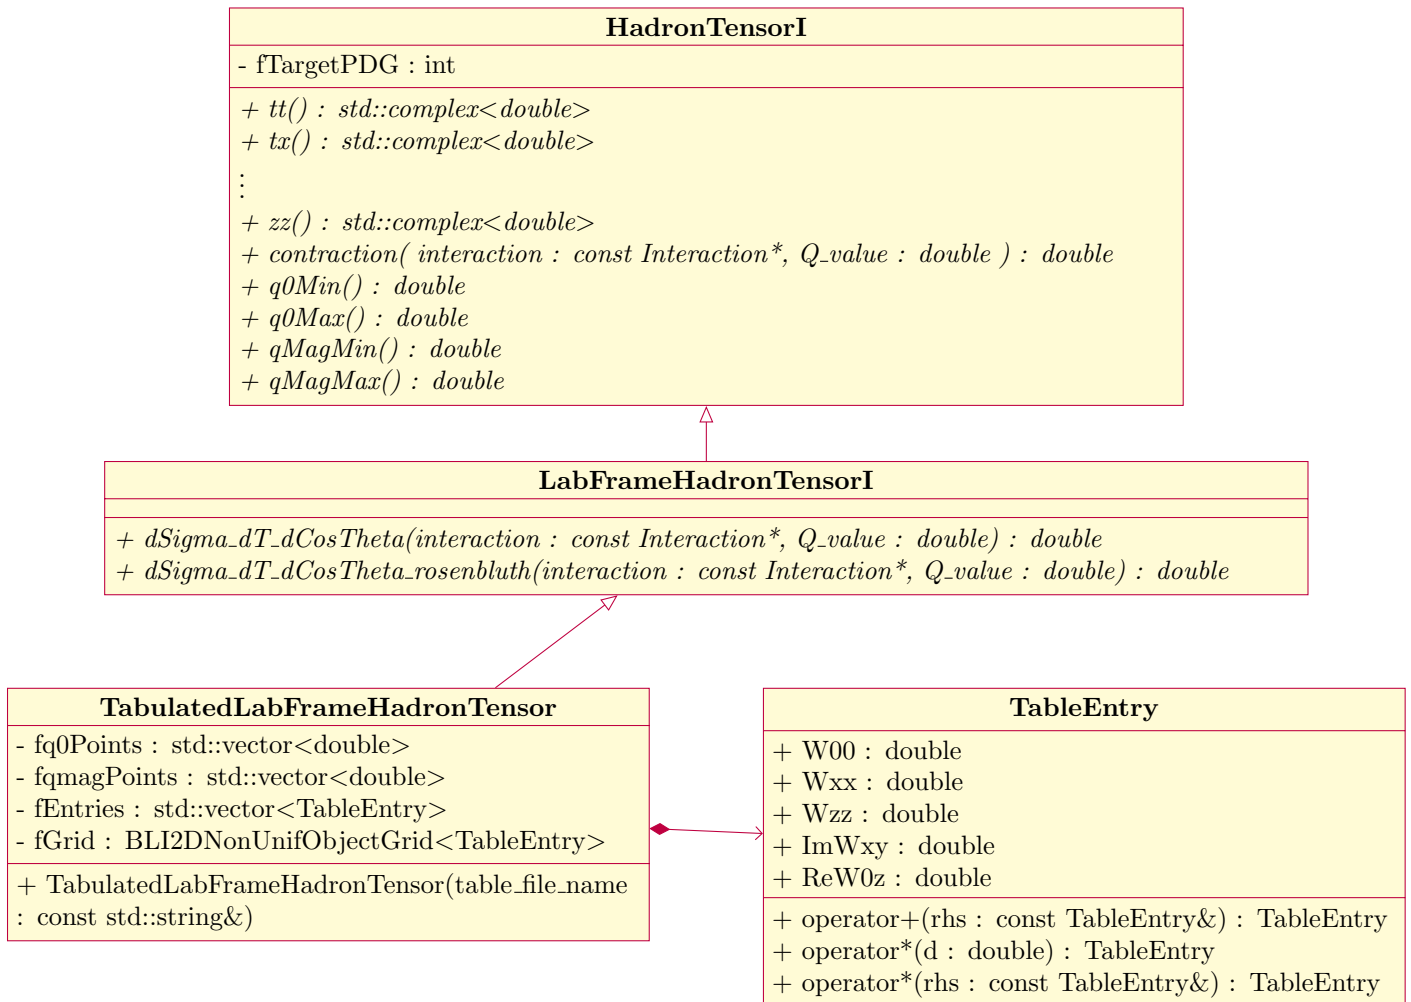 HadronTensorI
- fTargetPDG : int
+ tt() : std::complex<double>
+ tx() : std::complex<double>
⋮
+ zz() : std::complex<double>
+ contraction( interaction : const Interaction*, Q_value : double ) : double
+ q0Min() : double
+ q0Max() : double
+ qMagMin() : double
+ qMagMax() : double
LabFrameHadronTensorI
+ dSigma_dT_dCosTheta(interaction : const Interaction*, Q_value : double) : double
+ dSigma_dT_dCosTheta_rosenbluth(interaction : const Interaction*, Q_value : double) : double
TabulatedLabFrameHadronTensor
- fq0Points : std::vector<double>
- fqmagPoints : std::vector<double>
- fEntries : std::vector<TableEntry>
- fGrid : BLI2DNonUnifObjectGrid<TableEntry>
+ TabulatedLabFrameHadronTensor(table_file_name
: const std::string&)
TableEntry
+ W00 : double
+ Wxx : double
+ Wzz : double
+ ImWxy : double
+ ReW0z : double
+ operator+(rhs : const TableEntry&) : TableEntry
+ operator*(d : double) : TableEntry
+ operator*(rhs : const TableEntry&) : TableEntry